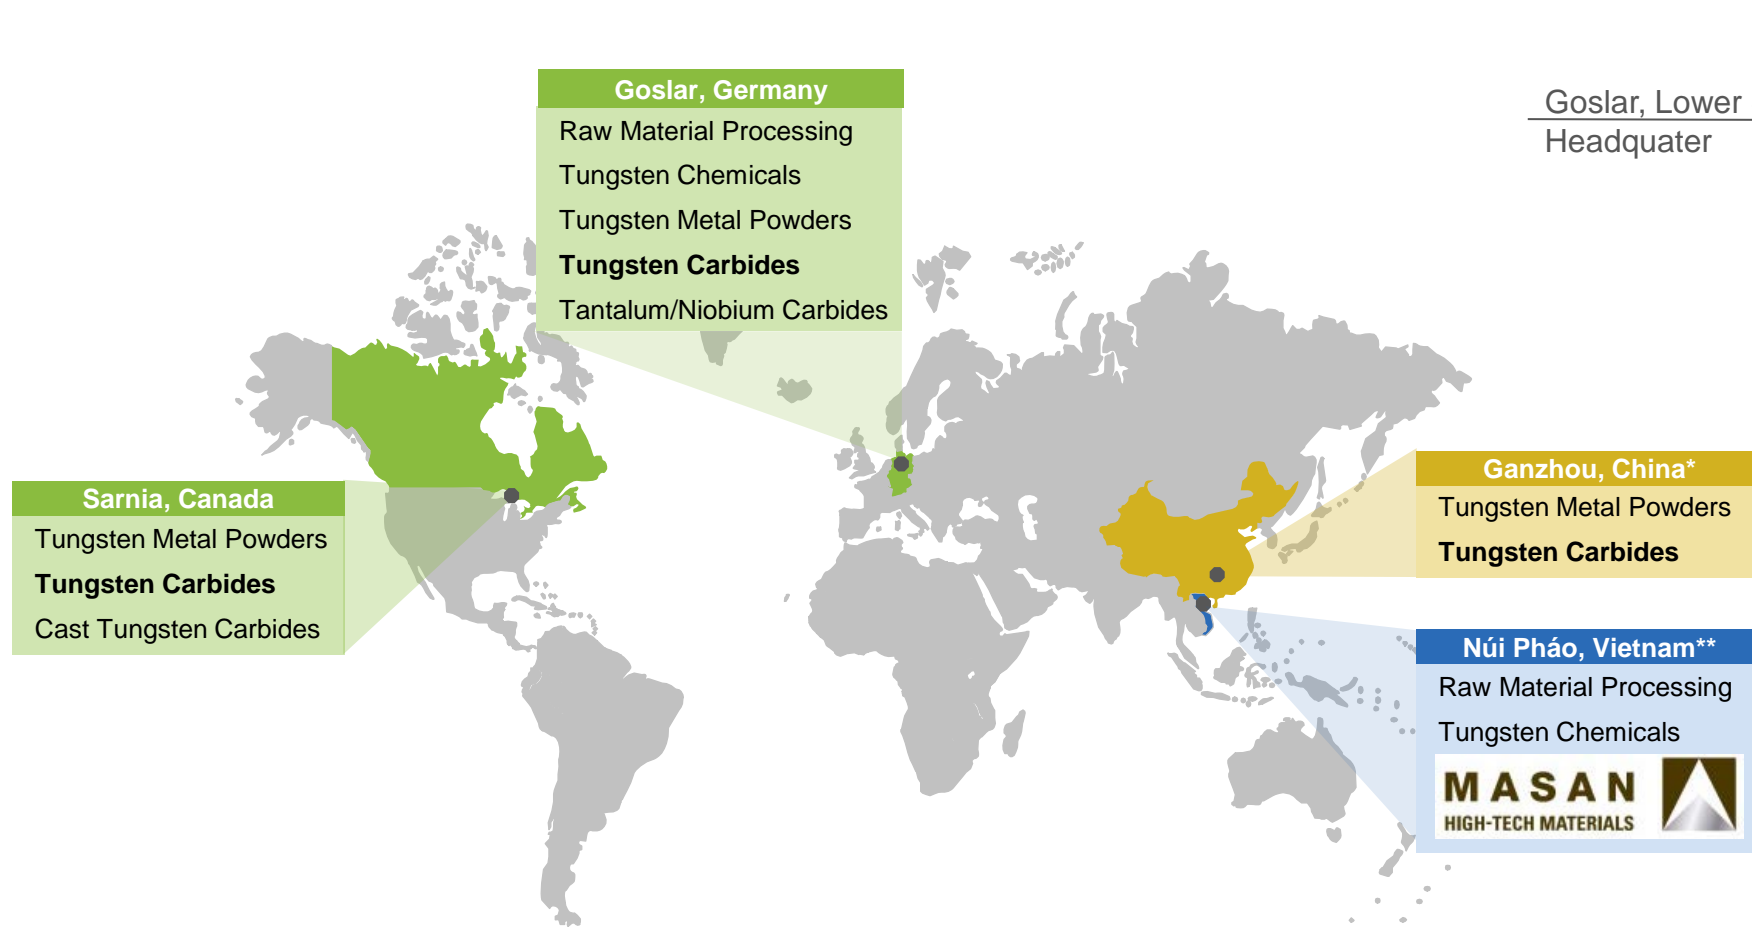 Goslar, Germany
Raw Material Processing
Tungsten Chemicals
Tungsten Metal Powders
Tungsten Carbides
Tantalum/Niobium Carbides
Goslar, Lower
Headquater
Sarnia, Canada
Tungsten Metal Powders
Tungsten Carbides
Cast Tungsten Carbides
Ganzhou, China*
Tungsten Metal Powders
Tungsten Carbides
Núi Pháo, Vietnam**
Raw Material Processing
Tungsten Chemicals
MASAN
HIGH-TECH MATERIALS